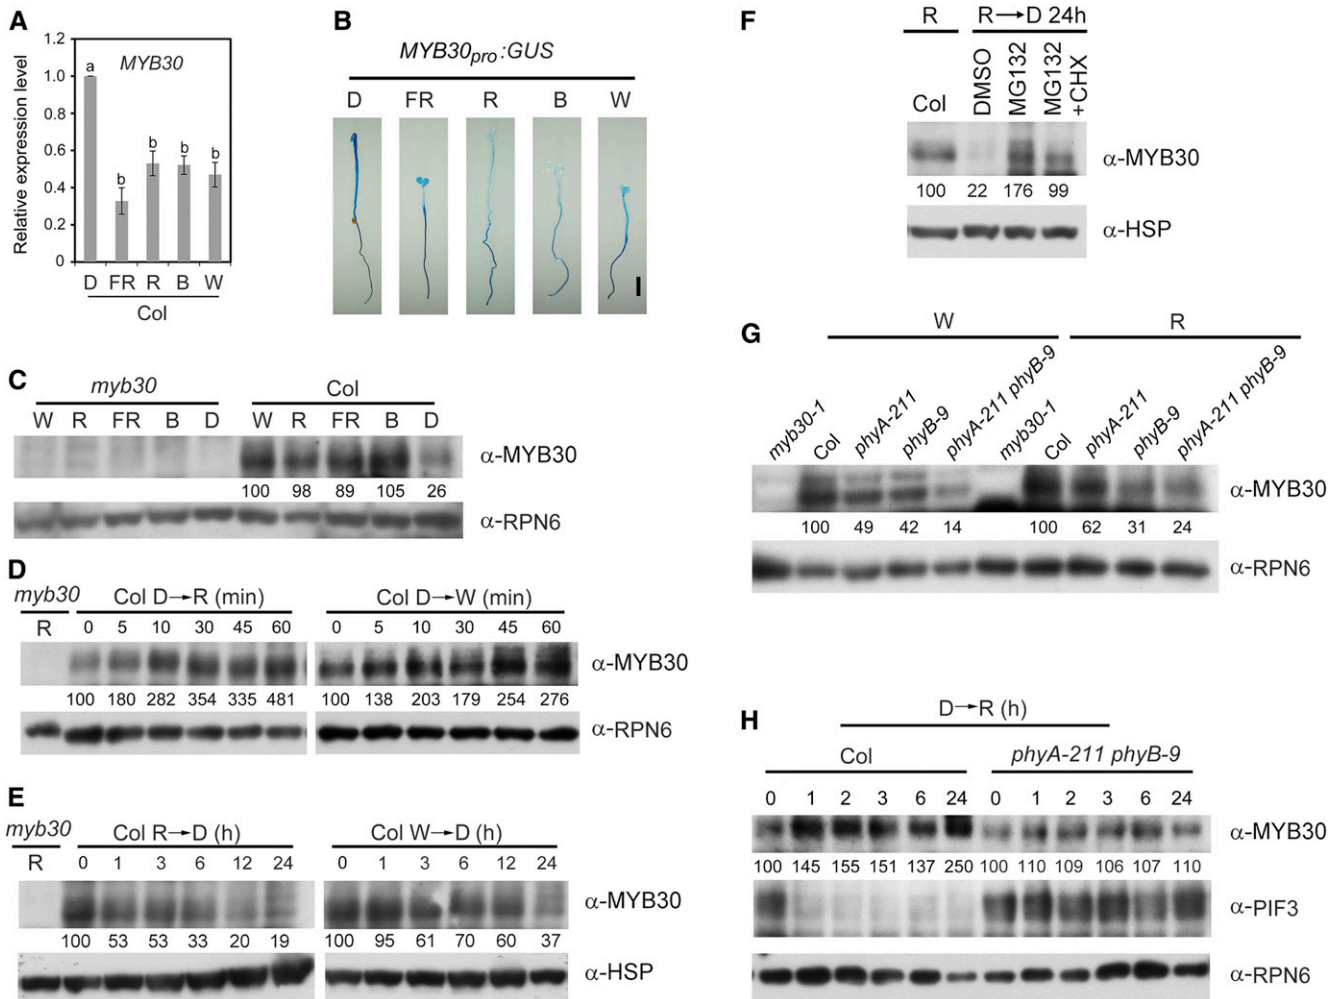 A
Relative expression level
1.2
1.0
0.8
0.6
0.4
0.2
0
MYB30
a
b
b
b
b
D FR R B W
Col
B
MYB30pro:GUS
D FR R B W
C
myb30 Col
W R FR B D W R FR B D
α-MYB30
100 98 89 105 26
α-RPN6
D
myb30 Col D→R (min) Col D→W (min)
R 0 5 10 30 45 60 0 5 10 30 45 60
α-MYB30
100 180 282 354 335 481 100 138 203 179 254 276
α-RPN6
E
myb30 Col R→D (h) Col W→D (h)
R 0 1 3 6 12 24 0 1 3 6 12 24
α-MYB30
100 53 53 33 20 19 100 95 61 70 60 37
α-HSP
F
R R→D 24h
Col DMSO MG132 MG132 +CHX
α-MYB30
100 22 176 99
α-HSP
G
W R
myb30-1 Col phyA-211 phyB-9 phyA-211 phyB-9 myb30-1 Col phyA-211 phyB-9 phyA-211 phyB-9
α-MYB30
100 49 42 14 100 62 31 24
α-RPN6
H
D→R (h)
Col phyA-211 phyB-9
0 1 2 3 6 24 0 1 2 3 6 24
α-MYB30
100 145 155 151 137 250 100 110 109 106 107 110
α-PIF3
α-RPN6